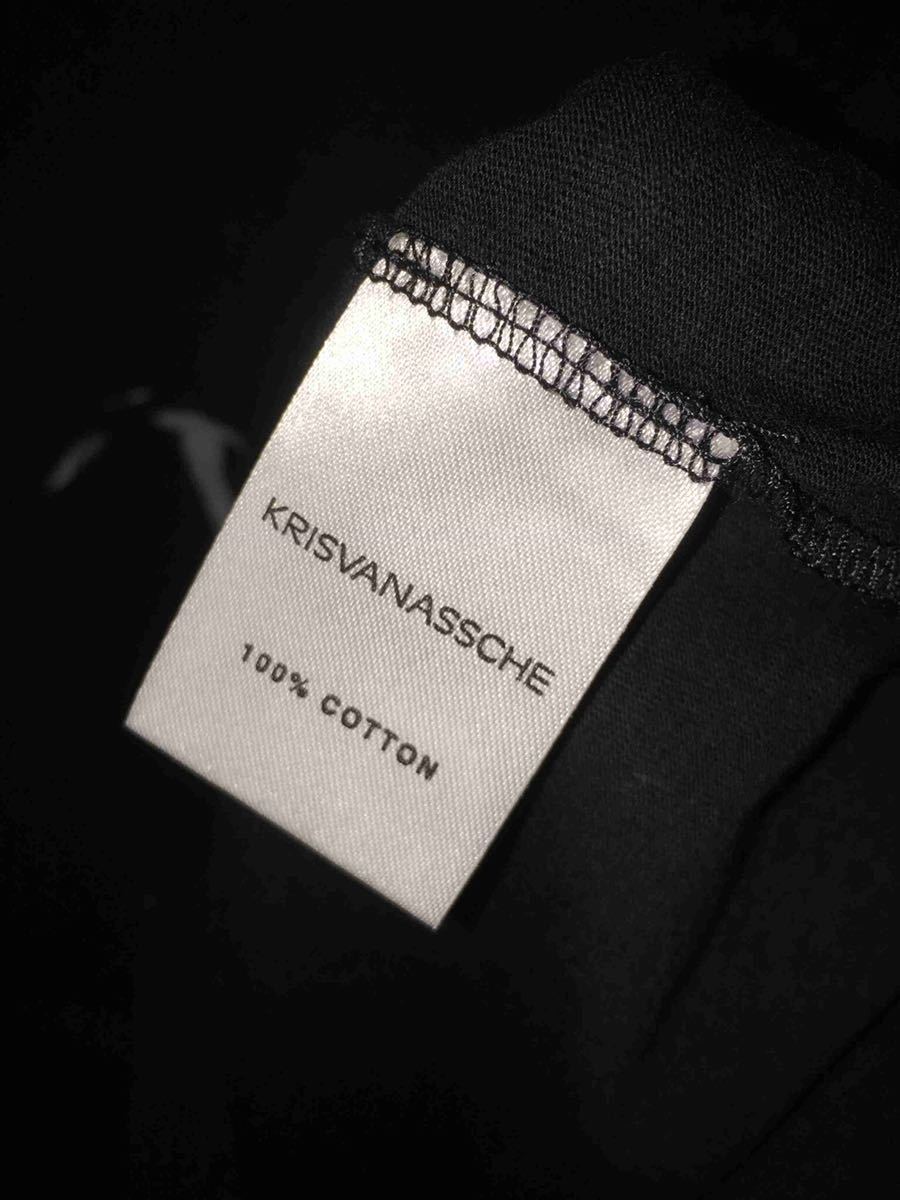 KRISVANASSCHE
100% COTTON